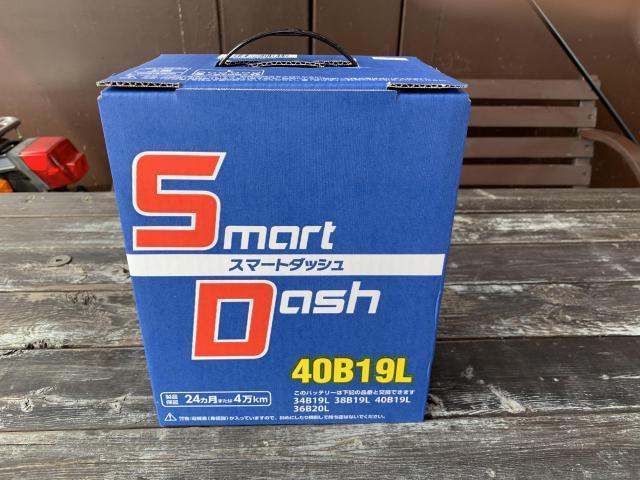 Smart
スマートダッシュ
Dash
40B19L
製品保証 24カ月または4万km
このバッテリーは下記の品番と交換できます
34B19L 38B19L 40B19L
36B20L